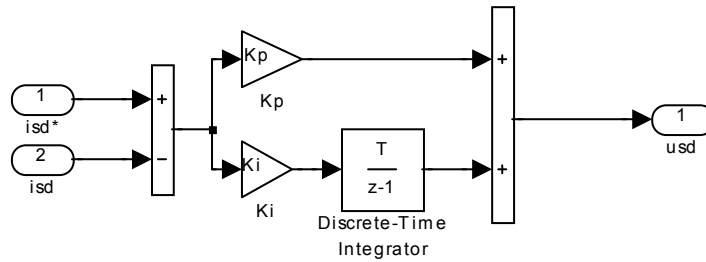 1
isd*
2
isd
+
−
Kp
Kp
Ki
Ki
T
z-1
Discrete-Time
Integrator
+
+
1
usd